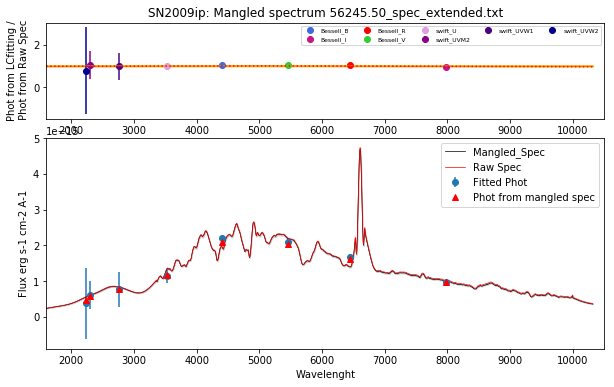 SN2009ip: Mangled spectrum 56245.50_spec_extended.txt
Phot from LCfitting /
Phot from Raw Spec
2
0
Bessell_B Bessell_R swift_U swift_UVW1 swift_UVW2
Bessell_I Bessell_V swift_UVM2
2000 3000 4000 5000 6000 7000 8000 9000 10000
Flux erg s-1 cm-2 A-1
5
4
3
2
1
0
Mangled_Spec
Raw Spec
Fitted Phot
Phot from mangled spec
2000 3000 4000 5000 6000 7000 8000 9000 10000
Wavelenght